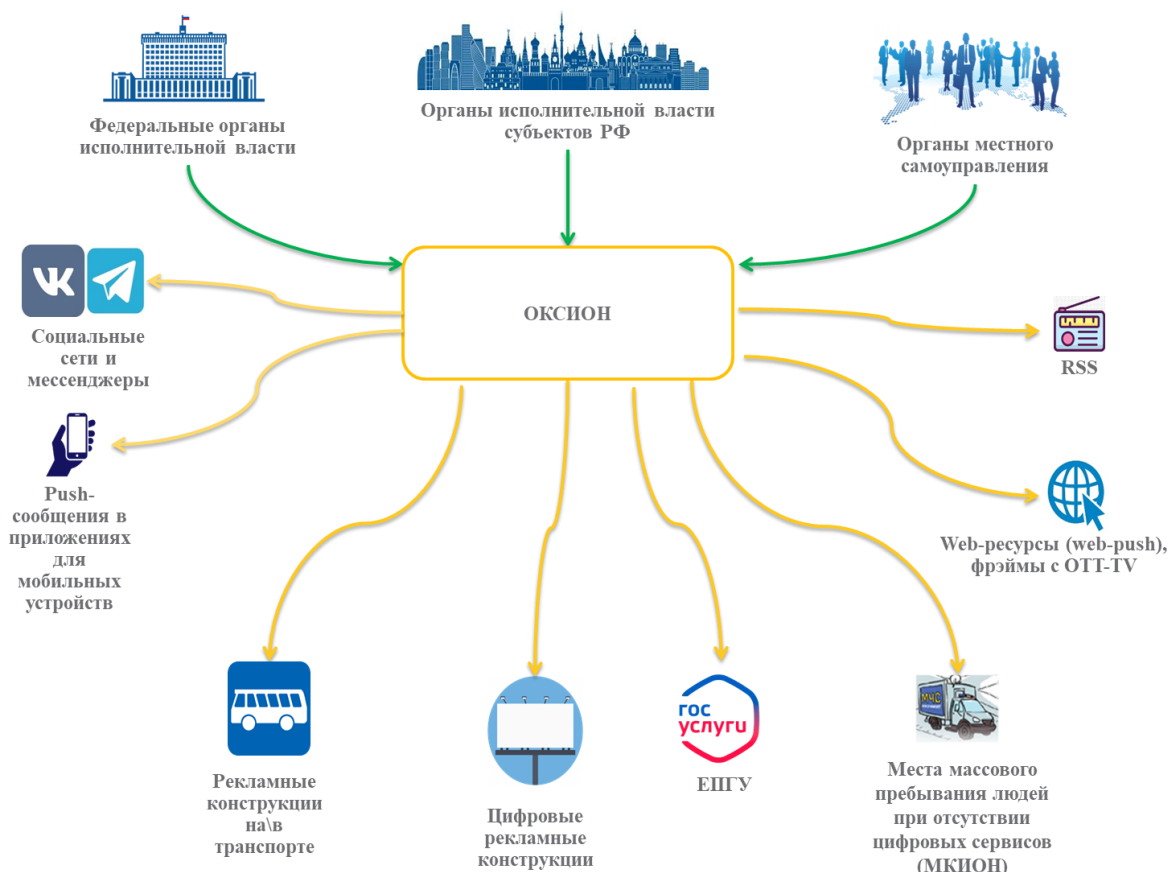 Федеральные органы
исполнительной власти
Органы исполнительной власти
субъектов РФ
Органы местного
самоуправления
ОКСИОН
Социальные
сети и
мессенджеры
RSS
Push-
сообщения в
приложениях
для
мобильных
устройств
Web-ресурсы (web-push),
фрэймы с ОТТ-TV
Рекламные
конструкции
на\в
транспорте
Цифровые
рекламные
конструкции
гос
услуги
ЕПГУ
МЧС
Места массового
пребывания людей
при отсутствии
цифровых сервисов
(МКИОН)